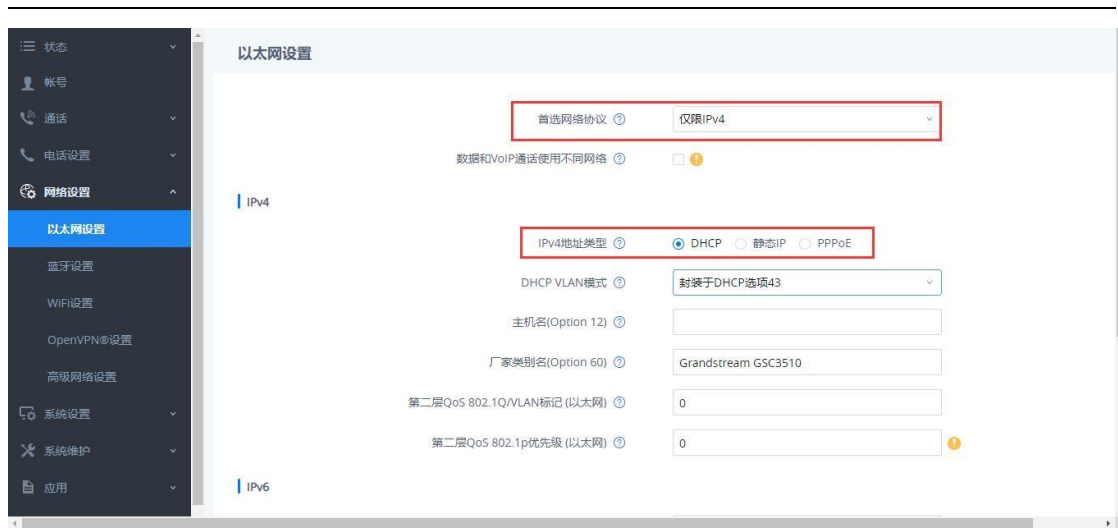 状态
帐号
通话
电话设置
网络设置
以太网设置
蓝牙设置
WiFi设置
OpenVPN®设置
高级网络设置
系统设置
系统维护
应用
以太网设置
首选网络协议 仅限IPv4
数据和VoIP通话使用不同网络
IPv4
IPv4地址类型 DHCP 静态IP PPPoE
DHCP VLAN模式 封装于DHCP选项43
主机名(Option 12)
厂家类别名(Option 60) Grandstream GSC3510
第二层QoS 802.1Q/VLAN标记 (以太网) 0
第二层QoS 802.1p优先级 (以太网) 0
IPv6